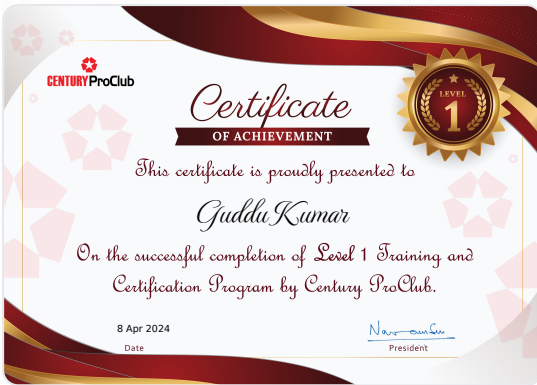 CENTURY ProClub
LEVEL
1
Certificate
OF ACHIEVEMENT
This certificate is proudly presented to
Guddu Kumar
On the successful completion of Level 1 Training and
Certification Program by Century ProClub.
8 Apr 2024
Date
President